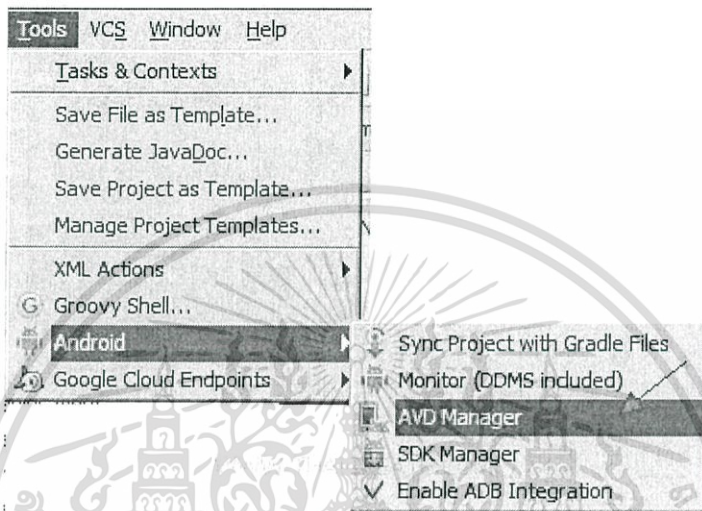 Tools VCS Window Help
Tasks & Contexts
Save File as Template...
Generate JavaDoc...
Save Project as Template...
Manage Project Templates...
XML Actions
Groovy Shell...
Android
Google Cloud Endpoints
Sync Project with Gradle Files
Monitor (DDMS included)
AVD Manager
SDK Manager
Enable ADB Integration